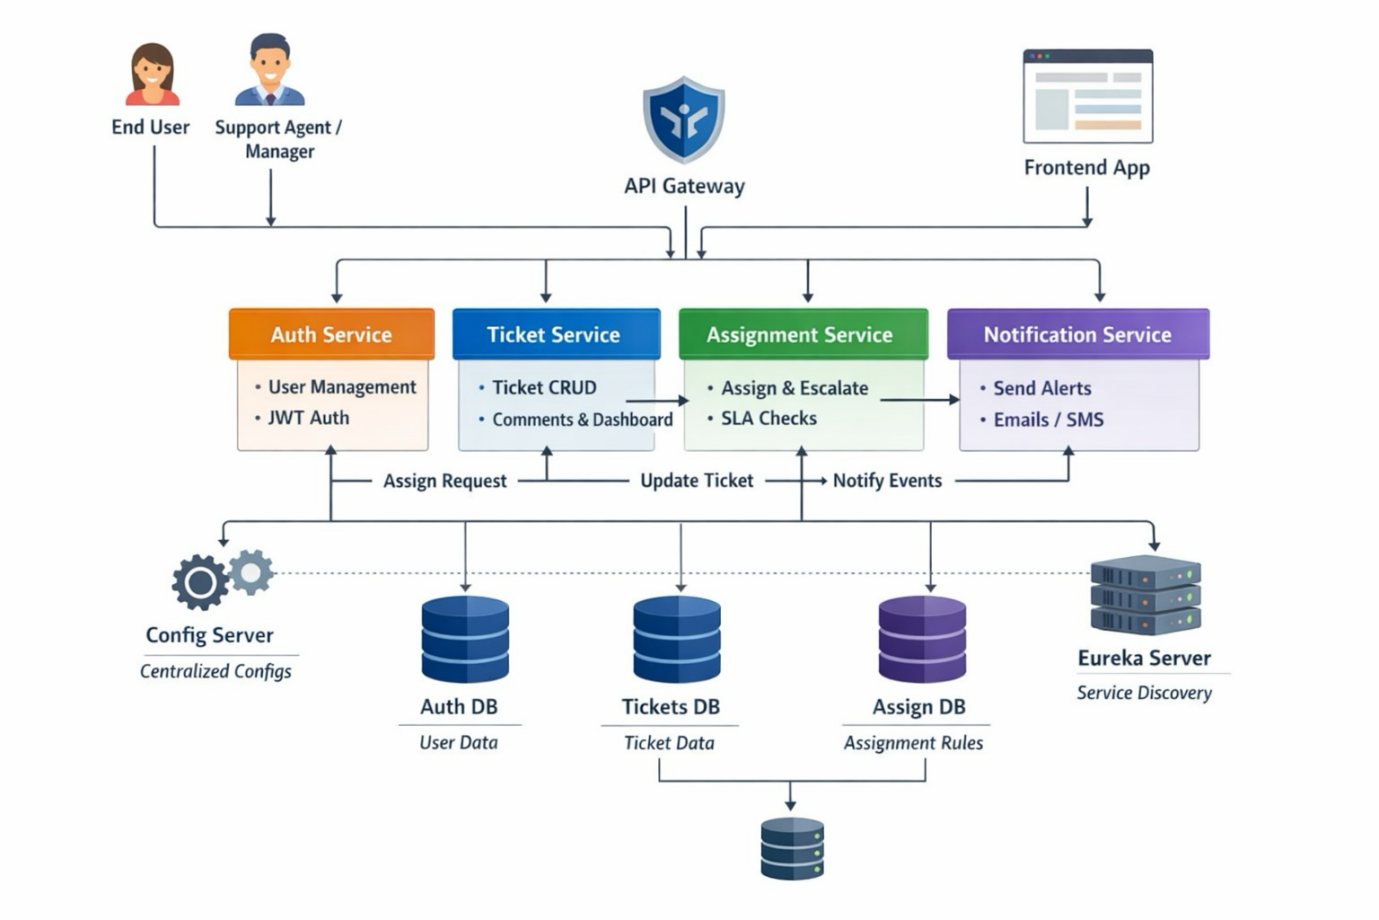 End User
Support Agent /
Manager
API Gateway
Frontend App
Auth Service
• User Management
• JWT Auth
Ticket Service
• Ticket CRUD
• Comments & Dashboard
Assignment Service
• Assign & Escalate
• SLA Checks
Notification Service
• Send Alerts
• Emails / SMS
Assign Request
Update Ticket
Notify Events
Config Server
Centralized Configs
Auth DB
User Data
Tickets DB
Ticket Data
Assign DB
Assignment Rules
Eureka Server
Service Discovery